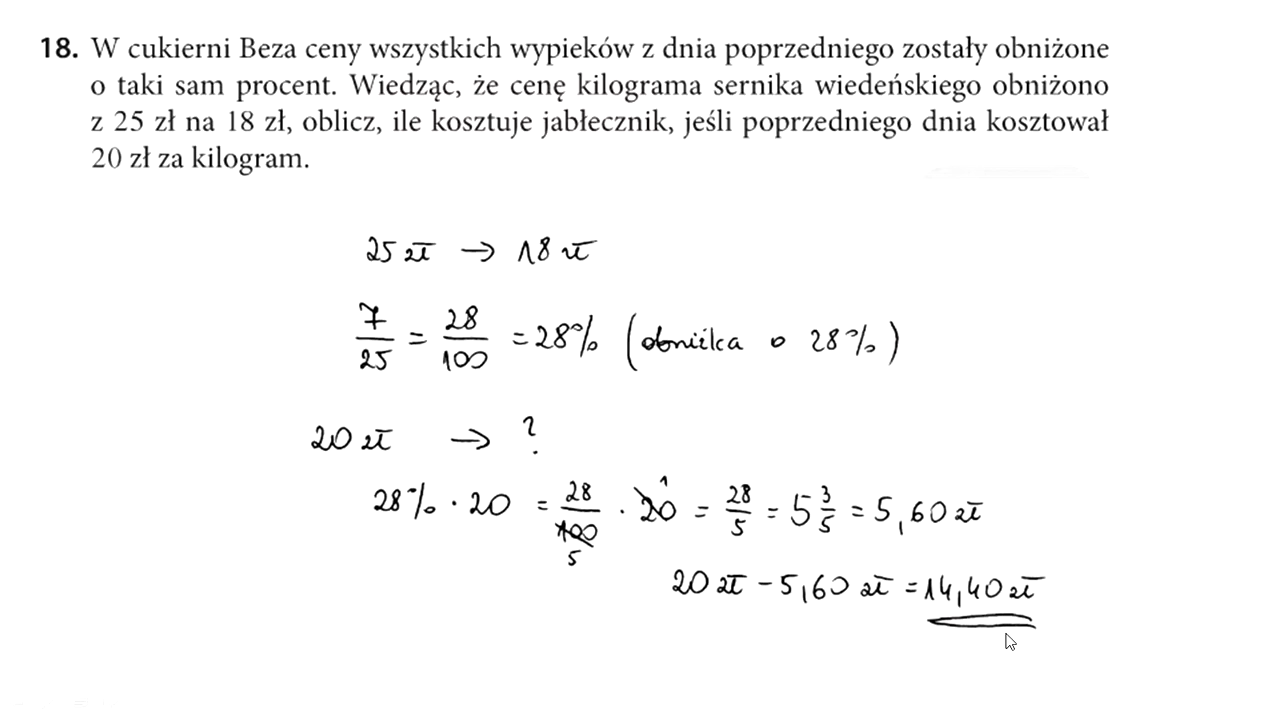 18. W cukierni Beza ceny wszystkich wypieków z dnia poprzedniego zostały obniżone
o taki sam procent. Wiedząc, że cenę kilograma sernika wiedeńskiego obniżono
z 25 zł na 18 zł, oblicz, ile kosztuje jabłecznik, jeśli poprzedniego dnia kosztował
20 zł za kilogram.
25 zł → 18 zł
7/25 = 28/100 = 28% (obniżka o 28%)
20 zł → ?
28% · 20 = 28/100 5 · 20 1 = 28/5 = 5 3/5 = 5,60 zł
20 zł - 5,60 zł = 14,40 zł